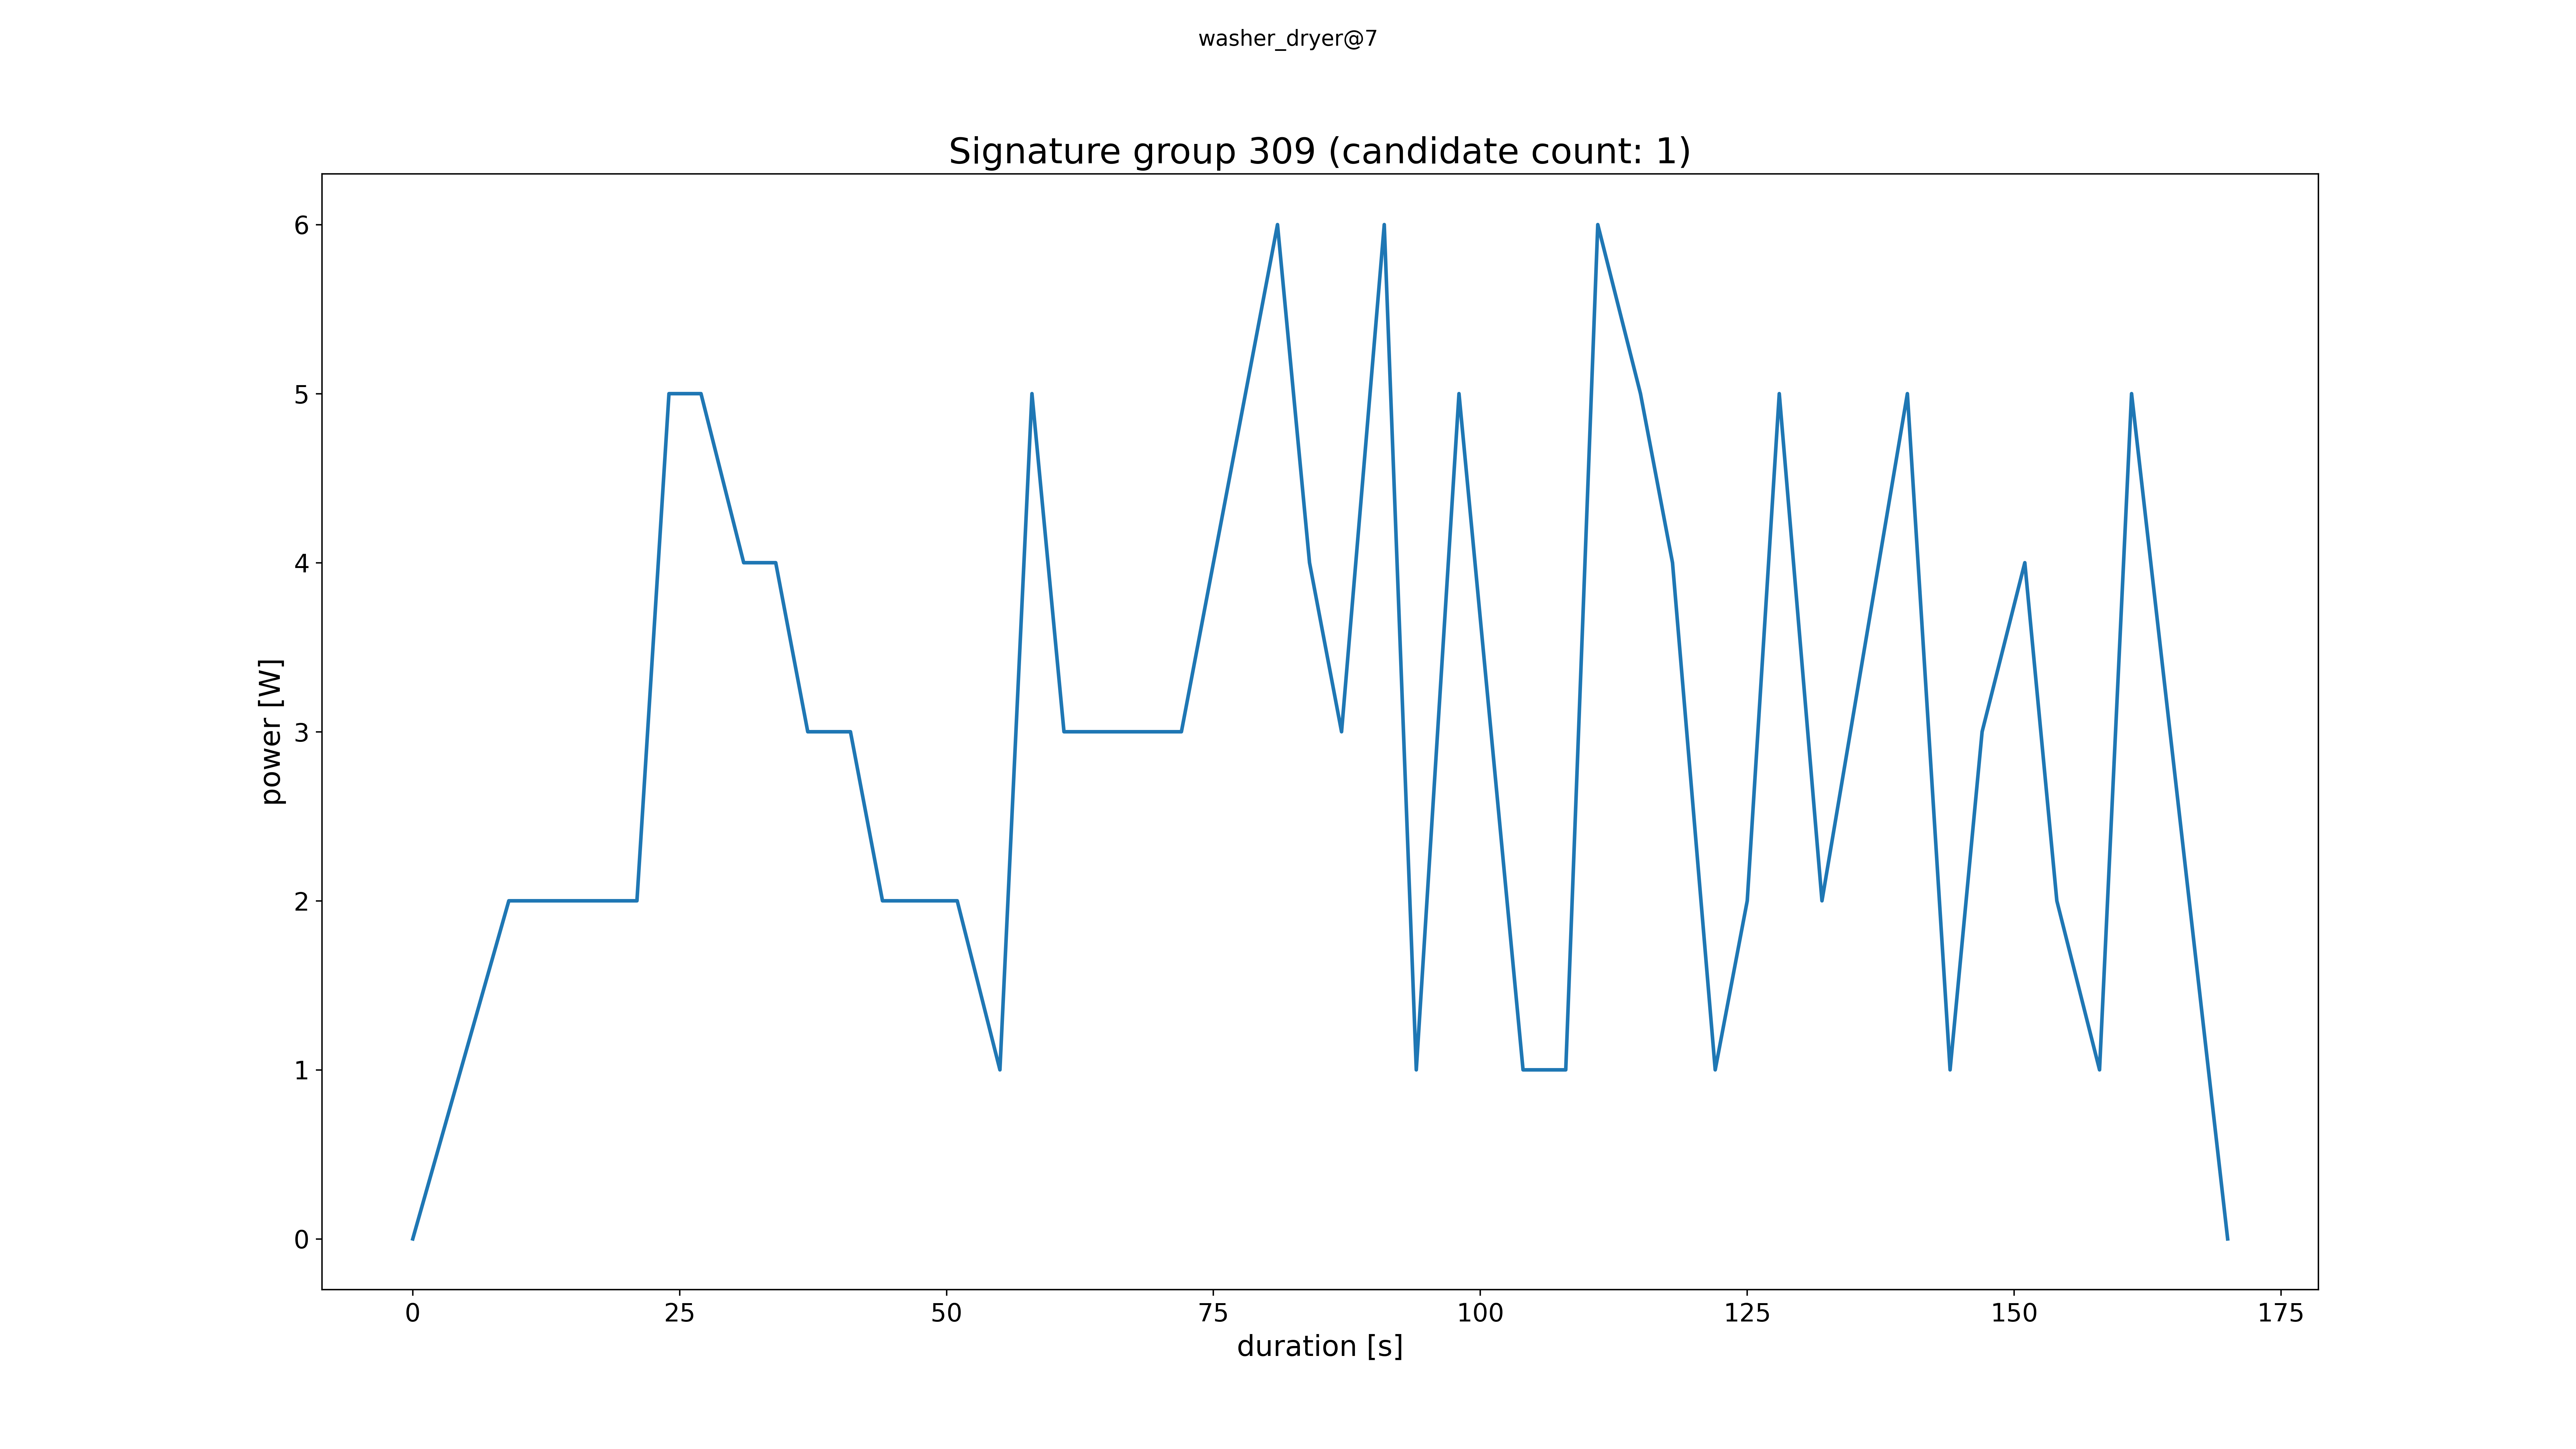 washer_dryer@7
Signature group 309 (candidate count: 1)
6
5
4
3
2
1
0
power [W]
0 25 50 75 100 125 150 175
duration [s]